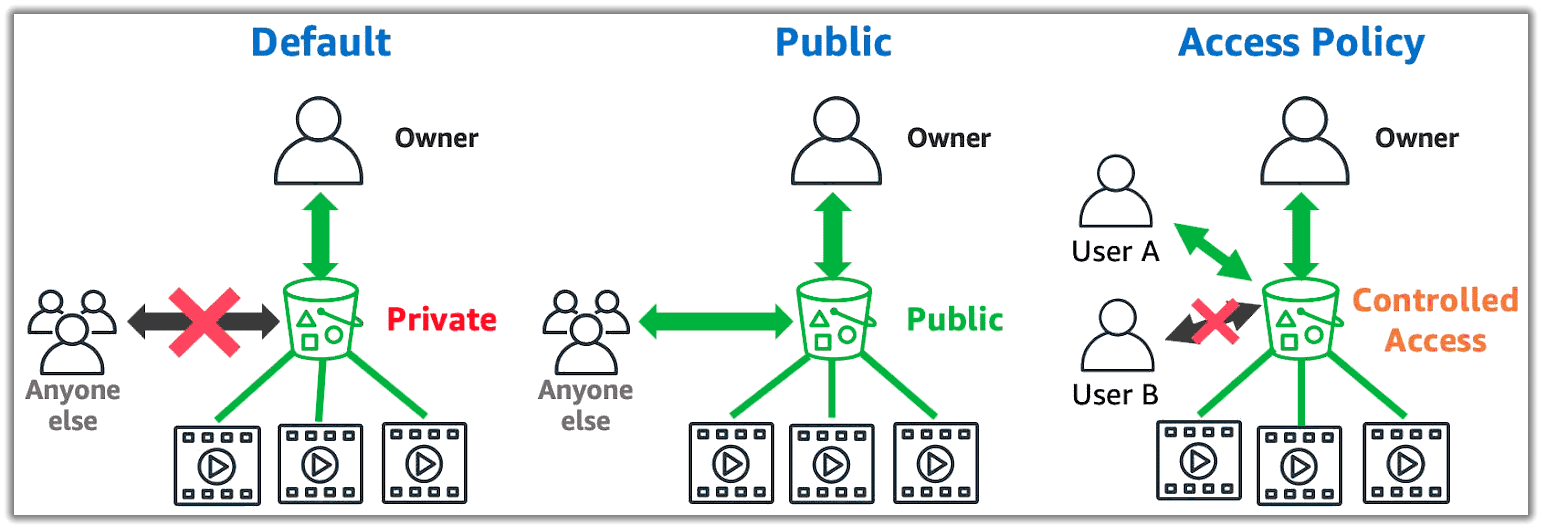 Default
Owner
Private
Anyone
else
Public
Owner
Public
Anyone
else
Access Policy
Owner
User A
User B
Controlled
Access